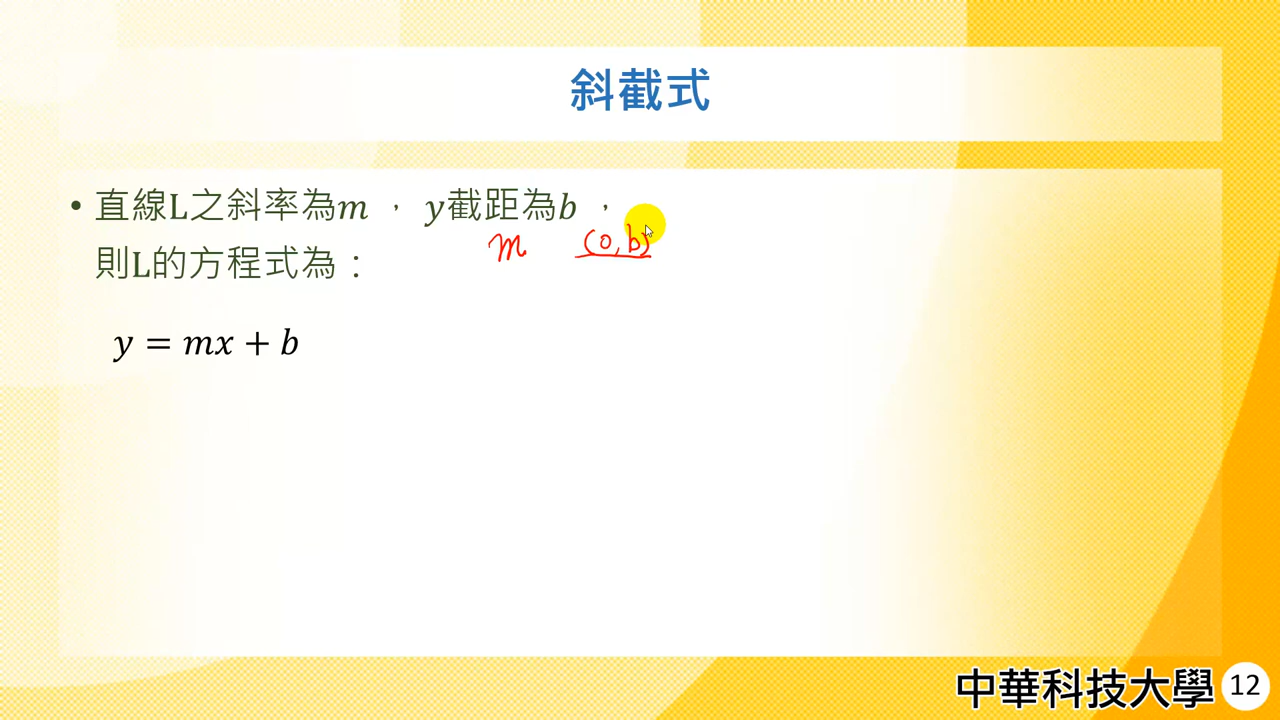 斜截式
• 直線L之斜率為m ， y截距為b ，
m (0,b)
則L的方程式為：
y = mx + b
中華科技大學 12